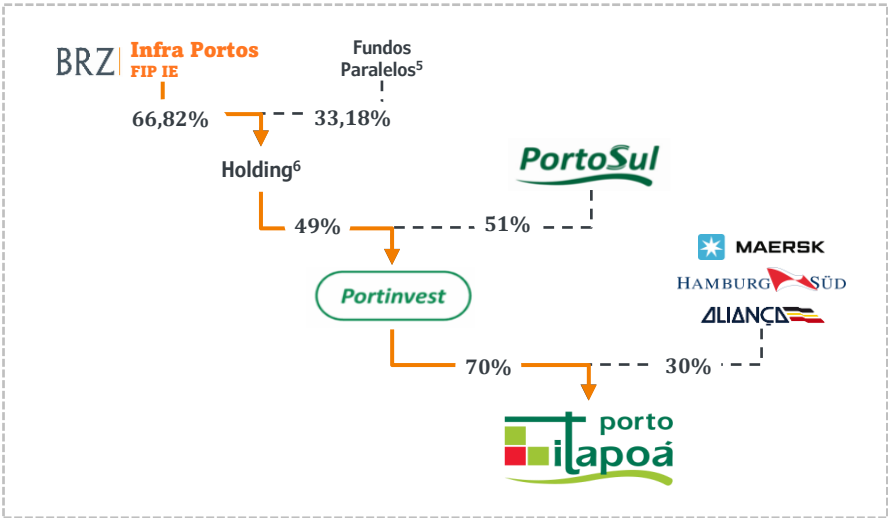 BRZ
Infra Portos
FIP IE
Fundos
Paralelos⁵
66,82%
33,18%
Holding⁶
PortoSul
49%
51%
MAERSK
HAMBURG SÜD
ALIANÇA
Portinvest
70%
30%
porto
itapoá